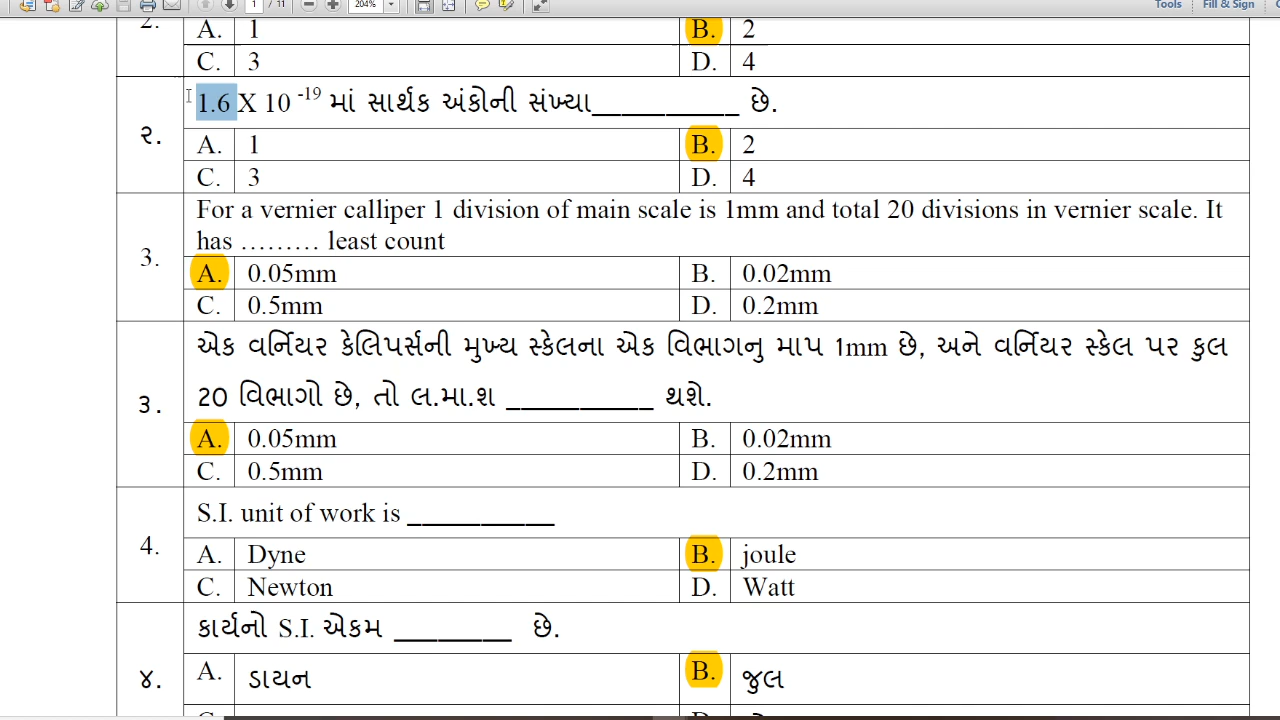 1 / 11 204% Tools Fill & Sign
2. A. 1 B. 2
C. 3 D. 4
1.6 X 10 -19 માં સાર્થક અંકોની સંખ્યા__________ છે.
૨.
A. 1 B. 2
C. 3 D. 4
For a vernier calliper 1 division of main scale is 1mm and total 20 divisions in vernier scale. It
has ……… least count
3.
A. 0.05mm B. 0.02mm
C. 0.5mm D. 0.2mm
એક વર્નિયર કેલિપર્સની મુખ્ય સ્કેલના એક વિભાગનુ માપ 1mm છે, અને વર્નિયર સ્કેલ પર કુલ
20 વિભાગો છે, તો લ.મા.શ __________ થશે.
૩.
A. 0.05mm B. 0.02mm
C. 0.5mm D. 0.2mm
S.I. unit of work is __________
4.
A. Dyne B. joule
C. Newton D. Watt
કાર્યનો S.I. એકમ ________ છે.
૪.
A. ડાયન B. જુલ